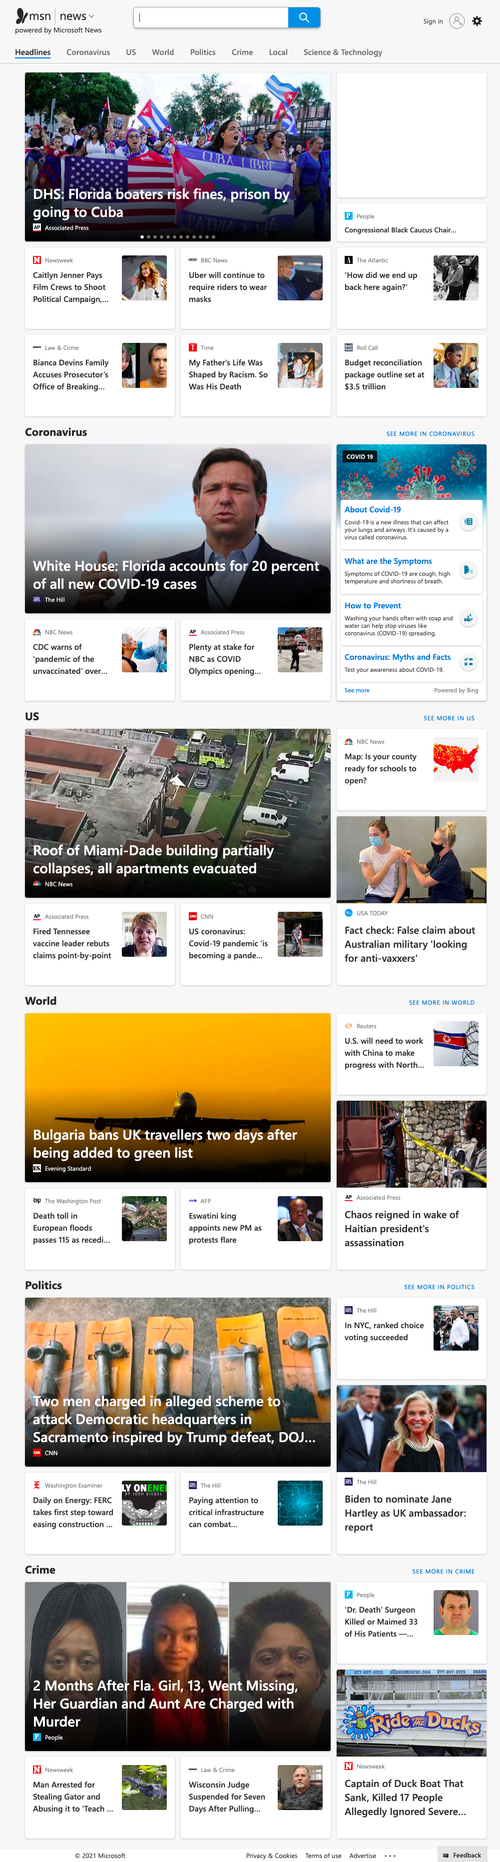 msn news
powered by Microsoft News
Sign in
Headlines Coronavirus US World Politics Crime Local Science & Technology
CUBA LIBRE
DHS: Florida boaters risk fines, prison by
going to Cuba
AP Associated Press
People
Congressional Black Caucus Chair...
Newsweek
Caitlyn Jenner Pays
Film Crews to Shoot
Political Campaign,...
BBC News
Uber will continue to
require riders to wear
masks
The Atlantic
'How did we end up
back here again?'
Law & Crime
Bianca Devins Family
Accuses Prosecutor's
Office of Breaking...
Time
My Father's Life Was
Shaped by Racism. So
Was His Death
Roll Call
Budget reconciliation
package outline set at
$3.5 trillion
Coronavirus
SEE MORE IN CORONAVIRUS
White House: Florida accounts for 20 percent
of all new COVID-19 cases
The Hill
COVID 19
About Covid-19
Covid-19 is a new illness that can affect
your lungs and airways. It's caused by a
virus called coronavirus.
What are the Symptoms
Symptoms of COVID-19 are cough, high
temperature and shortness of breath.
How to Prevent
Washing your hands often with soap and
water can help stop viruses like
coronavirus (COVID-19) spreading.
Coronavirus: Myths and Facts
Test your awareness about COVID-19.
See more
Powered by Bing
NBC News
CDC warns of
'pandemic of the
unvaccinated' over...
AP Associated Press
Plenty at stake for
NBC as COVID
Olympics opening...
US
SEE MORE IN US
Roof of Miami-Dade building partially
collapses, all apartments evacuated
NBC News
NBC News
Map: Is your county
ready for schools to
open?
USA TODAY
Fact check: False claim about
Australian military 'looking
for anti-vaxxers'
AP Associated Press
Fired Tennessee
vaccine leader rebuts
claims point-by-point
CNN
US coronavirus:
Covid-19 pandemic 'is
becoming a pande...
World
SEE MORE IN WORLD
Bulgaria bans UK travellers two days after
being added to green list
Evening Standard
Reuters
U.S. will need to work
with China to make
progress with North...
AP Associated Press
Chaos reigned in wake of
Haitian president's
assassination
The Washington Post
Death toll in
European floods
passes 115 as recedi...
AFP
Eswatini king
appoints new PM as
protests flare
Politics
SEE MORE IN POLITICS
Two men charged in alleged scheme to
attack Democratic headquarters in
Sacramento inspired by Trump defeat, DOJ...
CNN
The Hill
In NYC, ranked choice
voting succeeded
The Hill
Biden to nominate Jane
Hartley as UK ambassador:
report
Washington Examiner
Daily on Energy: FERC
takes first step toward
easing construction ...
The Hill
Paying attention to
critical infrastructure
can combat...
Crime
SEE MORE IN CRIME
2 Months After Fla. Girl, 13, Went Missing,
Her Guardian and Aunt Are Charged with
Murder
People
People
'Dr. Death' Surgeon
Killed or Maimed 33
of His Patients —...
Ride The Ducks
Newsweek
Captain of Duck Boat That
Sank, Killed 17 People
Allegedly Ignored Severe...
Newsweek
Man Arrested for
Stealing Gator and
Abusing it to 'Teach ...
Law & Crime
Wisconsin Judge
Suspended for Seven
Days After Pulling...
© 2021 Microsoft
Privacy & Cookies Terms of use Advertise ...
Feedback